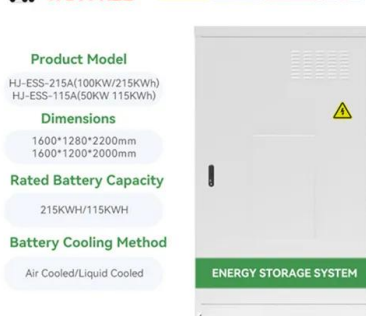 Product Model
HJ-ESS-215A(100KW/215KWh)
HJ-ESS-115A(50KW 115KWh)
Dimensions
1600*1280*2200mm
1600*1200*2000mm
Rated Battery Capacity
215KWH/115KWH
Battery Cooling Method
Air Cooled/Liquid Cooled
ENERGY STORAGE SYSTEM